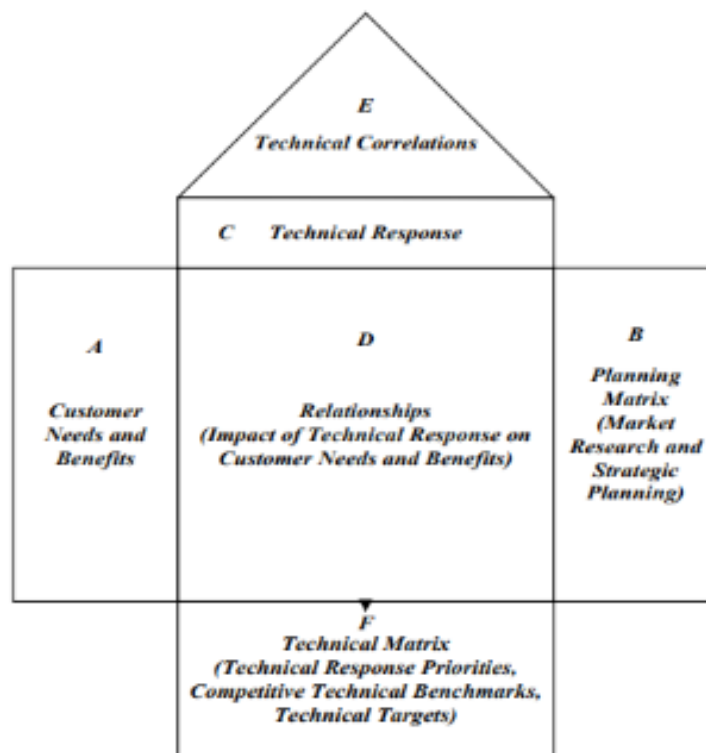 E
Technical Correlations
C Technical Response
A
Customer
Needs and
Benefits
D
Relationships
(Impact of Technical Response on
Customer Needs and Benefits)
B
Planning
Matrix
(Market
Research and
Strategic
Planning)
F
Technical Matrix
(Technical Response Priorities,
Competitive Technical Benchmarks,
Technical Targets)